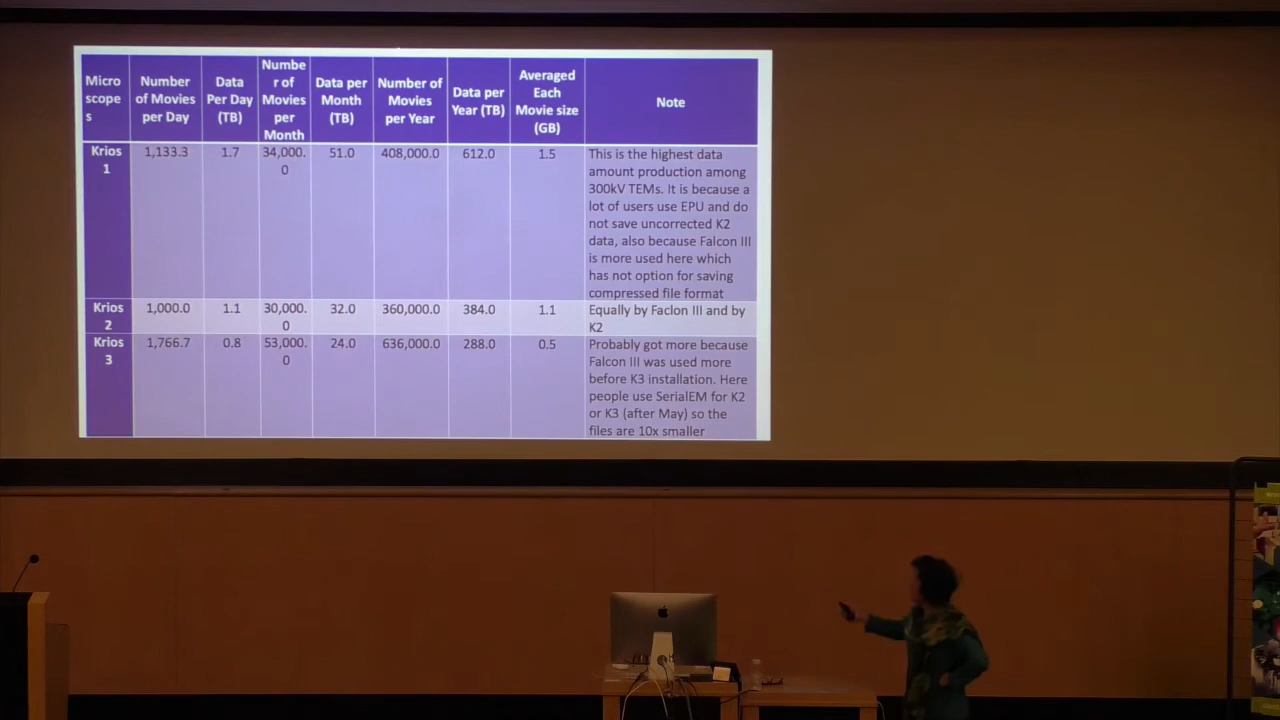 Micro
scope
s
Number
of Movies
per Day
Data
Per Day
(TB)
Numbe
r of
Movies
per
Month
Data per
Month
(TB)
Number of
Movies
per Year
Data per
Year (TB)
Averaged
Each
Movie size
(GB)
Note
Krios
1
1,133.3
1.7
34,000.
0
51.0
408,000.0
612.0
1.5
This is the highest data
amount production among
300kV TEMs. It is because a
lot of users use EPU and do
not save uncorrected K2
data, also because Falcon III
is more used here which
has not option for saving
compressed file format
Krios
2
1,000.0
1.1
30,000.
0
32.0
360,000.0
384.0
1.1
Equally by Faclon III and by
K2
Krios
3
1,766.7
0.8
53,000.
0
24.0
636,000.0
288.0
0.5
Probably got more because
Falcon III was used more
before K3 installation. Here
people use SerialEM for K2
or K3 (after May) so the
files are 10x smaller